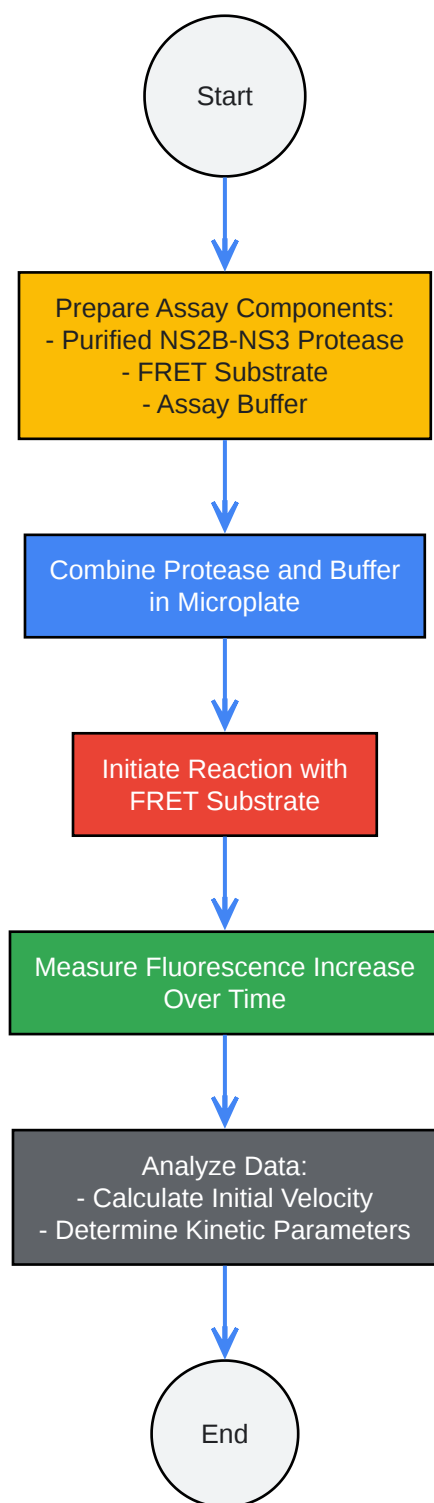 Start
Prepare Assay Components:
- Purified NS2B-NS3 Protease
- FRET Substrate
- Assay Buffer
Combine Protease and Buffer
in Microplate
Initiate Reaction with
FRET Substrate
Measure Fluorescence Increase
Over Time
Analyze Data:
- Calculate Initial Velocity
- Determine Kinetic Parameters
End